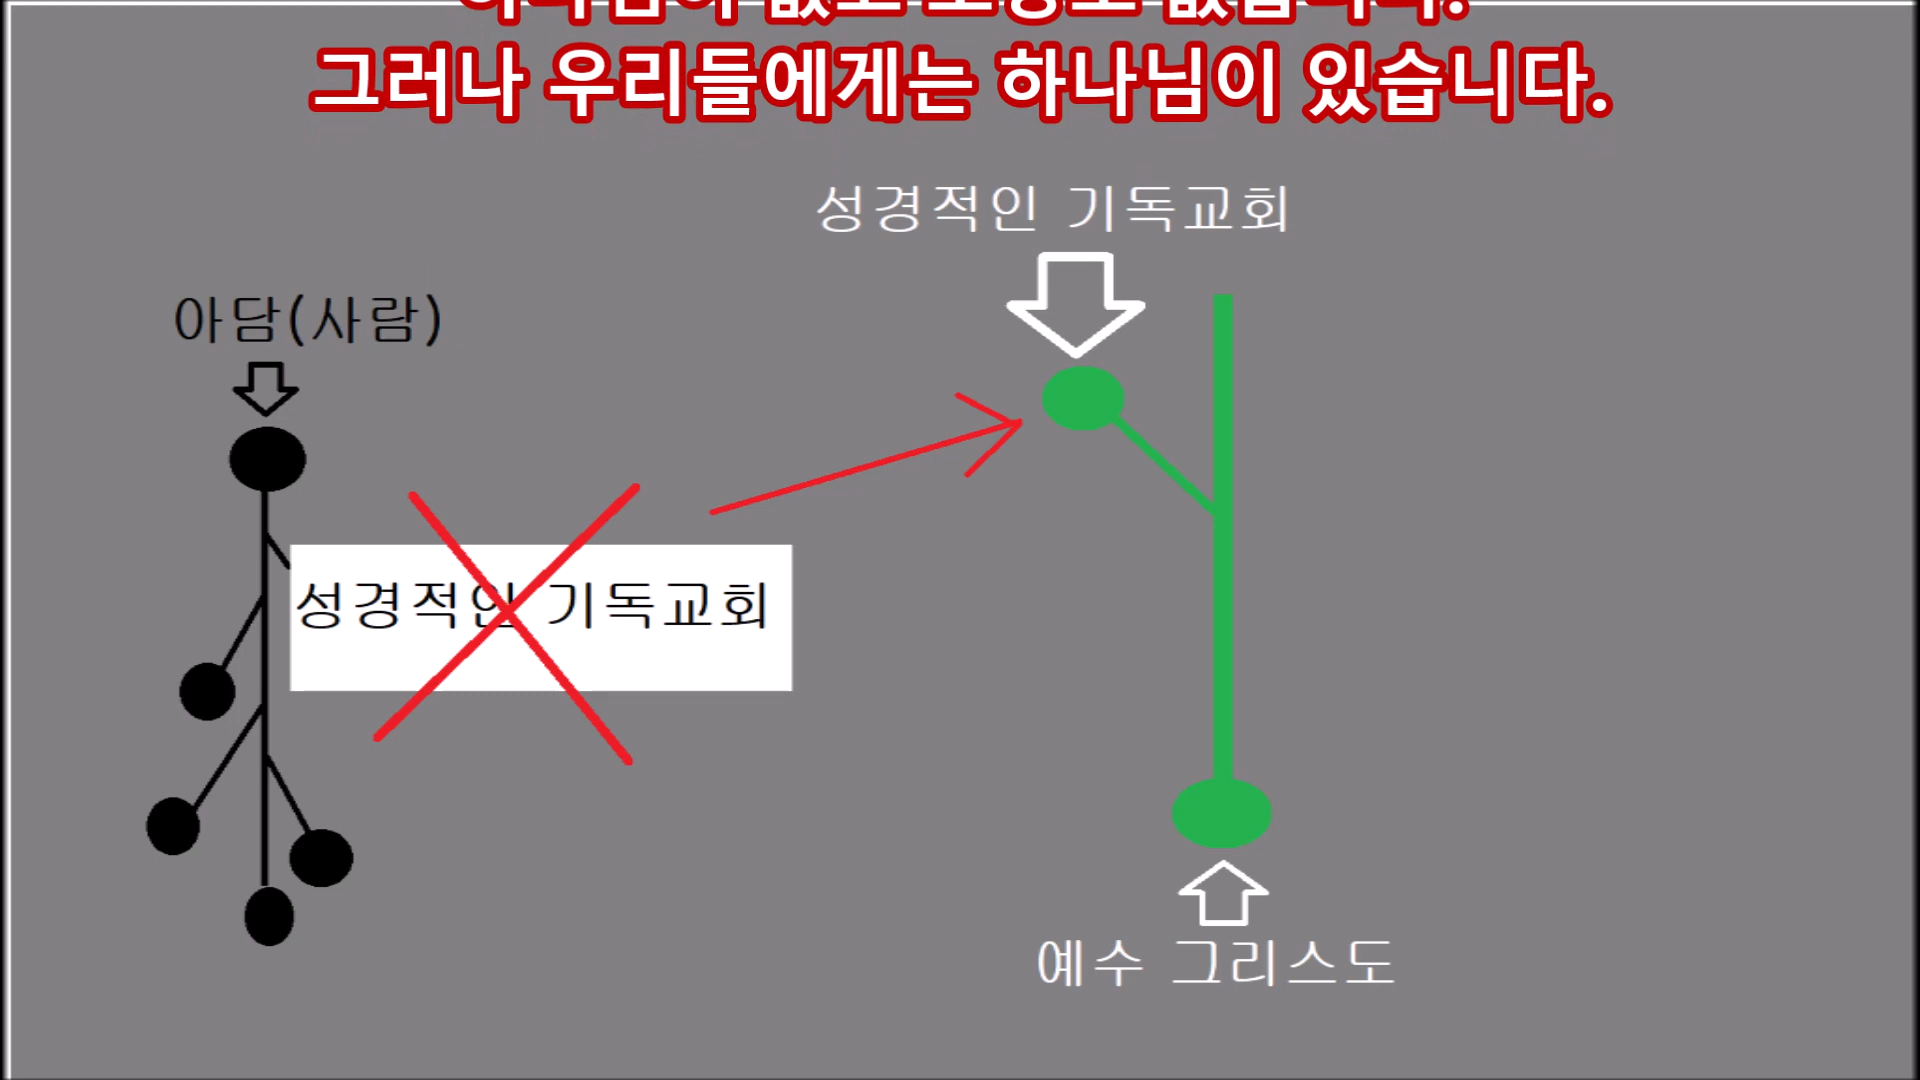 그러나 우리들에게는 하나님이 있습니다.
성경적인 기독교회
아담(사람)
성경적인 기독교회
예수 그리스도